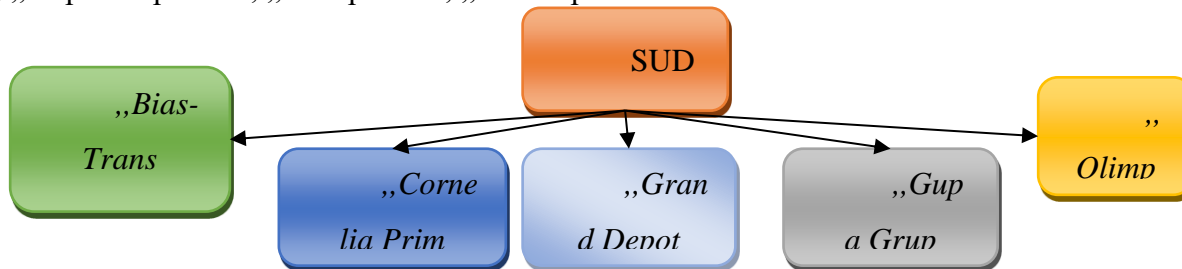 SUD
,,Bias-
Trans
,,Corne
lia Prim
,,Gran
d Depot
,,Gup
a Grup
,,
Olimp